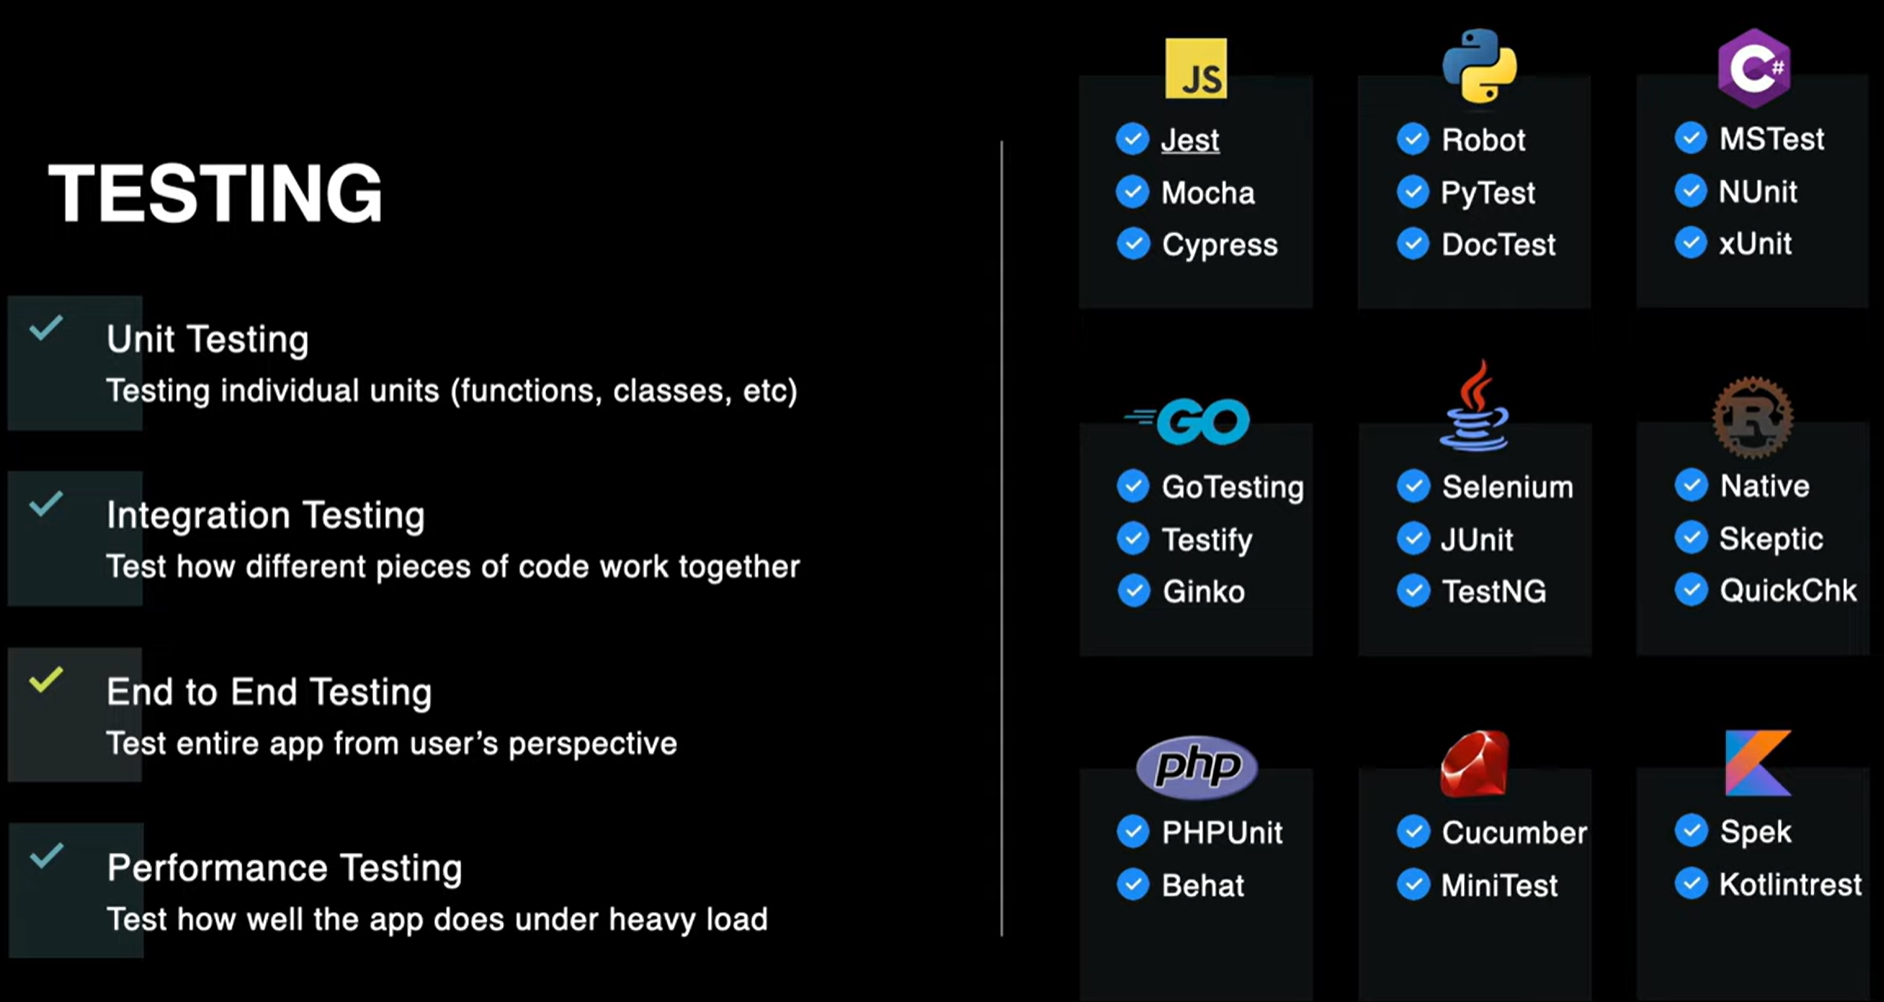 TESTING
Unit Testing
Testing individual units (functions, classes, etc)
Integration Testing
Test how different pieces of code work together
End to End Testing
Test entire app from user’s perspective
Performance Testing
Test how well the app does under heavy load
JS
Jest
Mocha
Cypress
Robot
PyTest
DocTest
C#
MSTest
NUnit
xUnit
GO
GoTesting
Testify
Ginko
Selenium
JUnit
TestNG
R
Native
Skeptic
QuickChk
php
PHPUnit
Behat
Cucumber
MiniTest
Spek
Kotlintrest